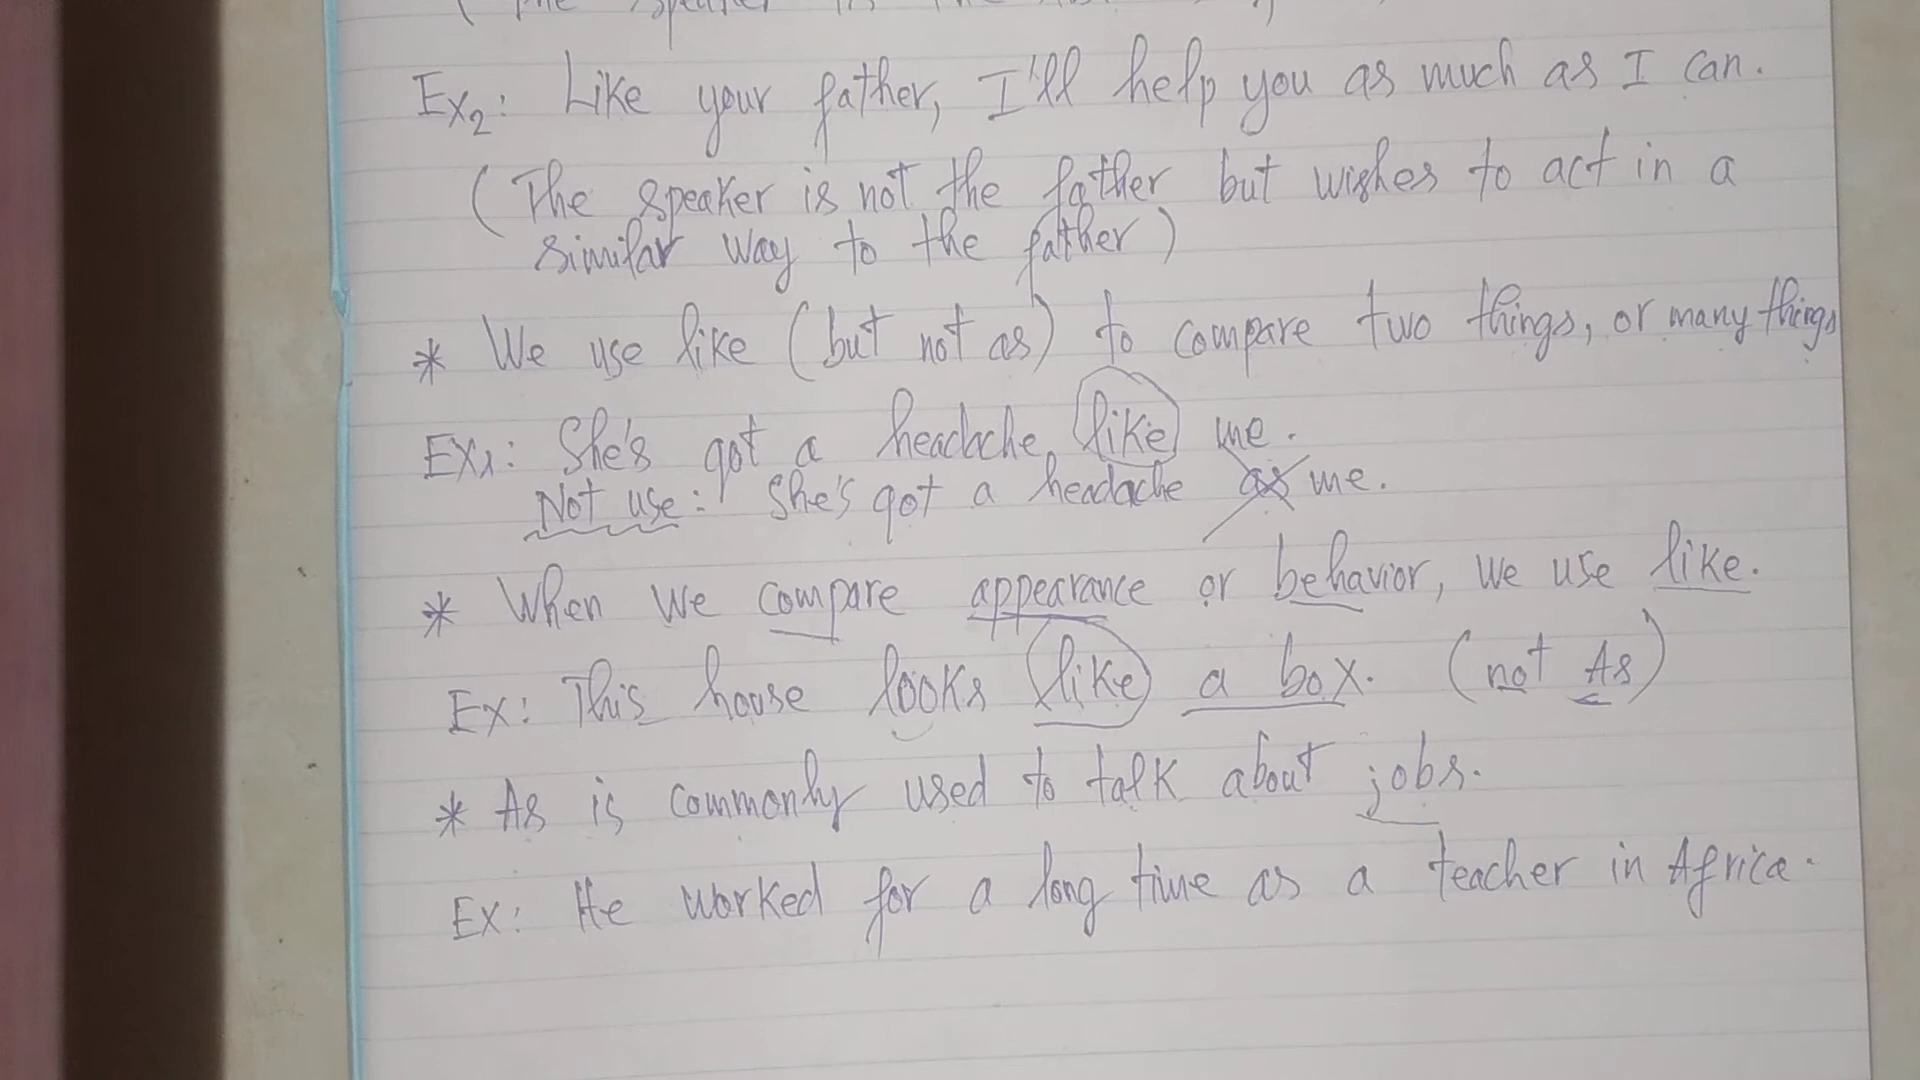 (The speaker is the
Ex2: Like your father, I'll help you as much as I can.
(The speaker is not the father but wishes to act in a
similar way to the father)
* We use like (but not as) to compare two things, or many things
Ex1: She's got a headache like me.
Not use: She's got a headache as me.
* When we compare appearance or behavior, we use like.
Ex: This house looks like a box. (not As)
* As is commonly used to talk about jobs.
Ex: He worked for a long time as a teacher in Africa.